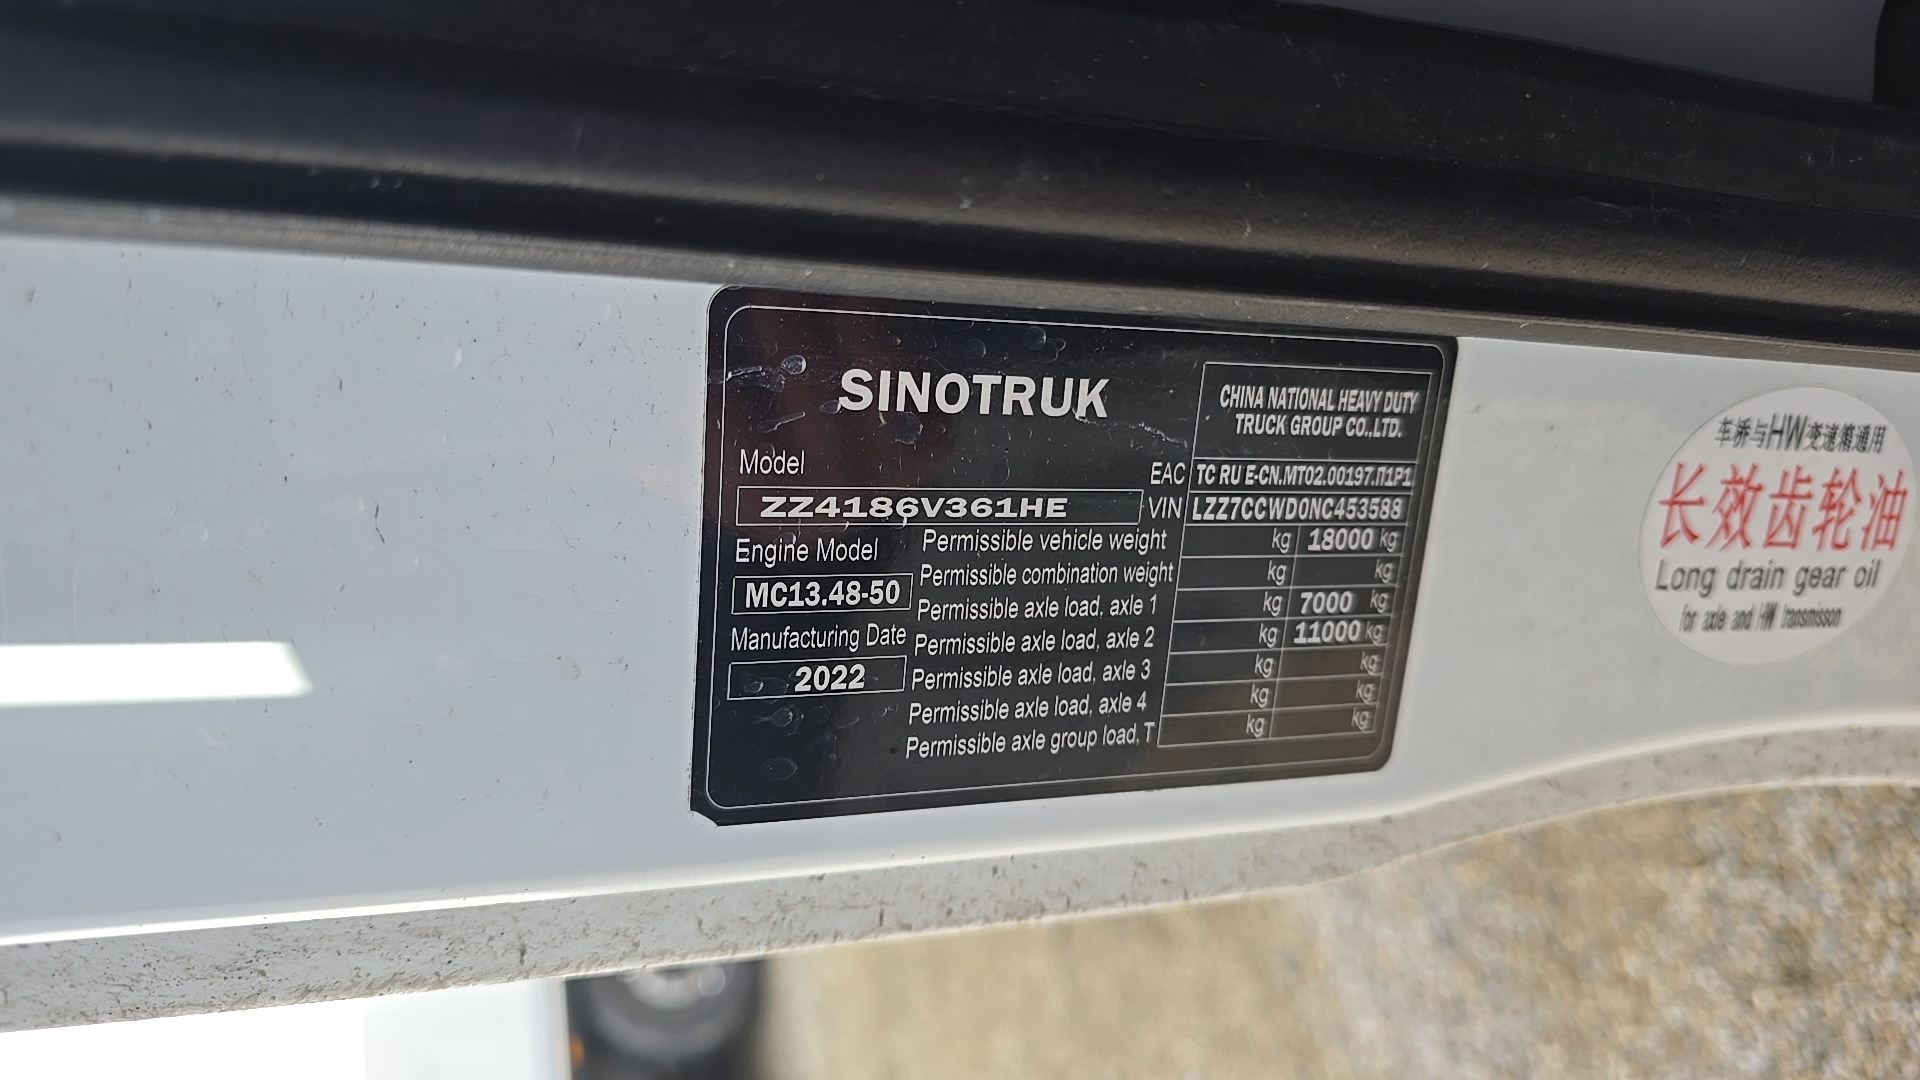 SINOTRUK
CHINA NATIONAL HEAVY DUTY
TRUCK GROUP CO.,LTD.
Model
EAC TC RU E-CN.MT02.00197.П1P1
ZZ4186V361HE
VIN LZZ7CCWD0NC453588
Engine Model
MC13.48-50
Manufacturing Date
2022
Permissible vehicle weight kg 18000 kg
Permissible combination weight kg kg
Permissible axle load, axle 1 kg 7000 kg
Permissible axle load, axle 2 kg 11000 kg
Permissible axle load, axle 3 kg kg
Permissible axle load, axle 4 kg kg
Permissible axle group load, T kg kg
车桥与HW变速箱通用
长效齿轮油
Long drain gear oil
for axle and HW transmisson